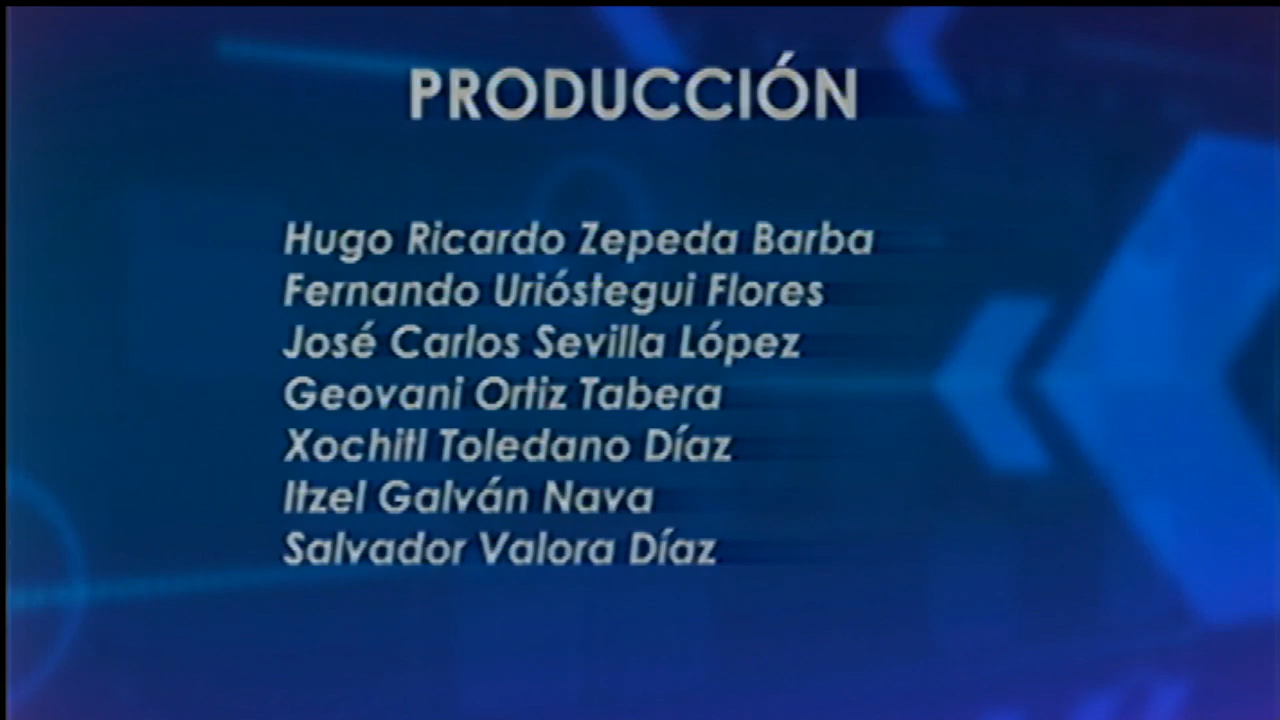 PRODUCCIÓN
Hugo Ricardo Zepeda Barba
Fernando Urióstegui Flores
José Carlos Sevilla López
Geovani Ortiz Tabera
Xochitl Toledano Díaz
Itzel Galván Nava
Salvador Valora Díaz